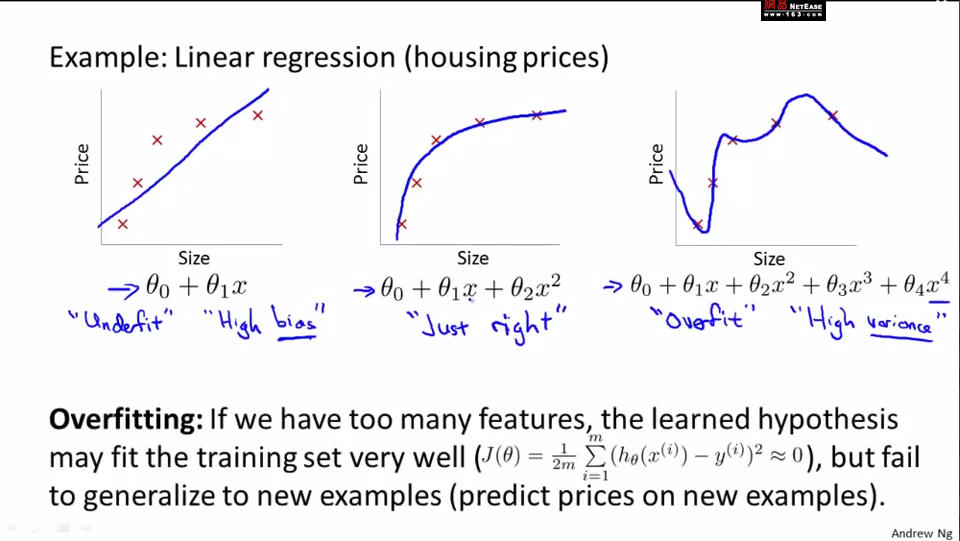 網易 NETEASE
www.163.com
Example: Linear regression (housing prices)
Price
Price
Price
Size
Size
Size
→ θ₀ + θ₁x
→ θ₀ + θ₁x + θ₂x²
→ θ₀ + θ₁x + θ₂x² + θ₃x³ + θ₄x⁴
"Underfit" "High bias"
"Just right"
"Overfit" "High variance"
Overfitting: If we have too many features, the learned hypothesis
may fit the training set very well (J(θ) = 1/2m ∑_{i=1}^{m} (h_θ(x⁽ⁱ⁾) − y⁽ⁱ⁾)² ≈ 0), but fail
to generalize to new examples (predict prices on new examples).
Andrew Ng